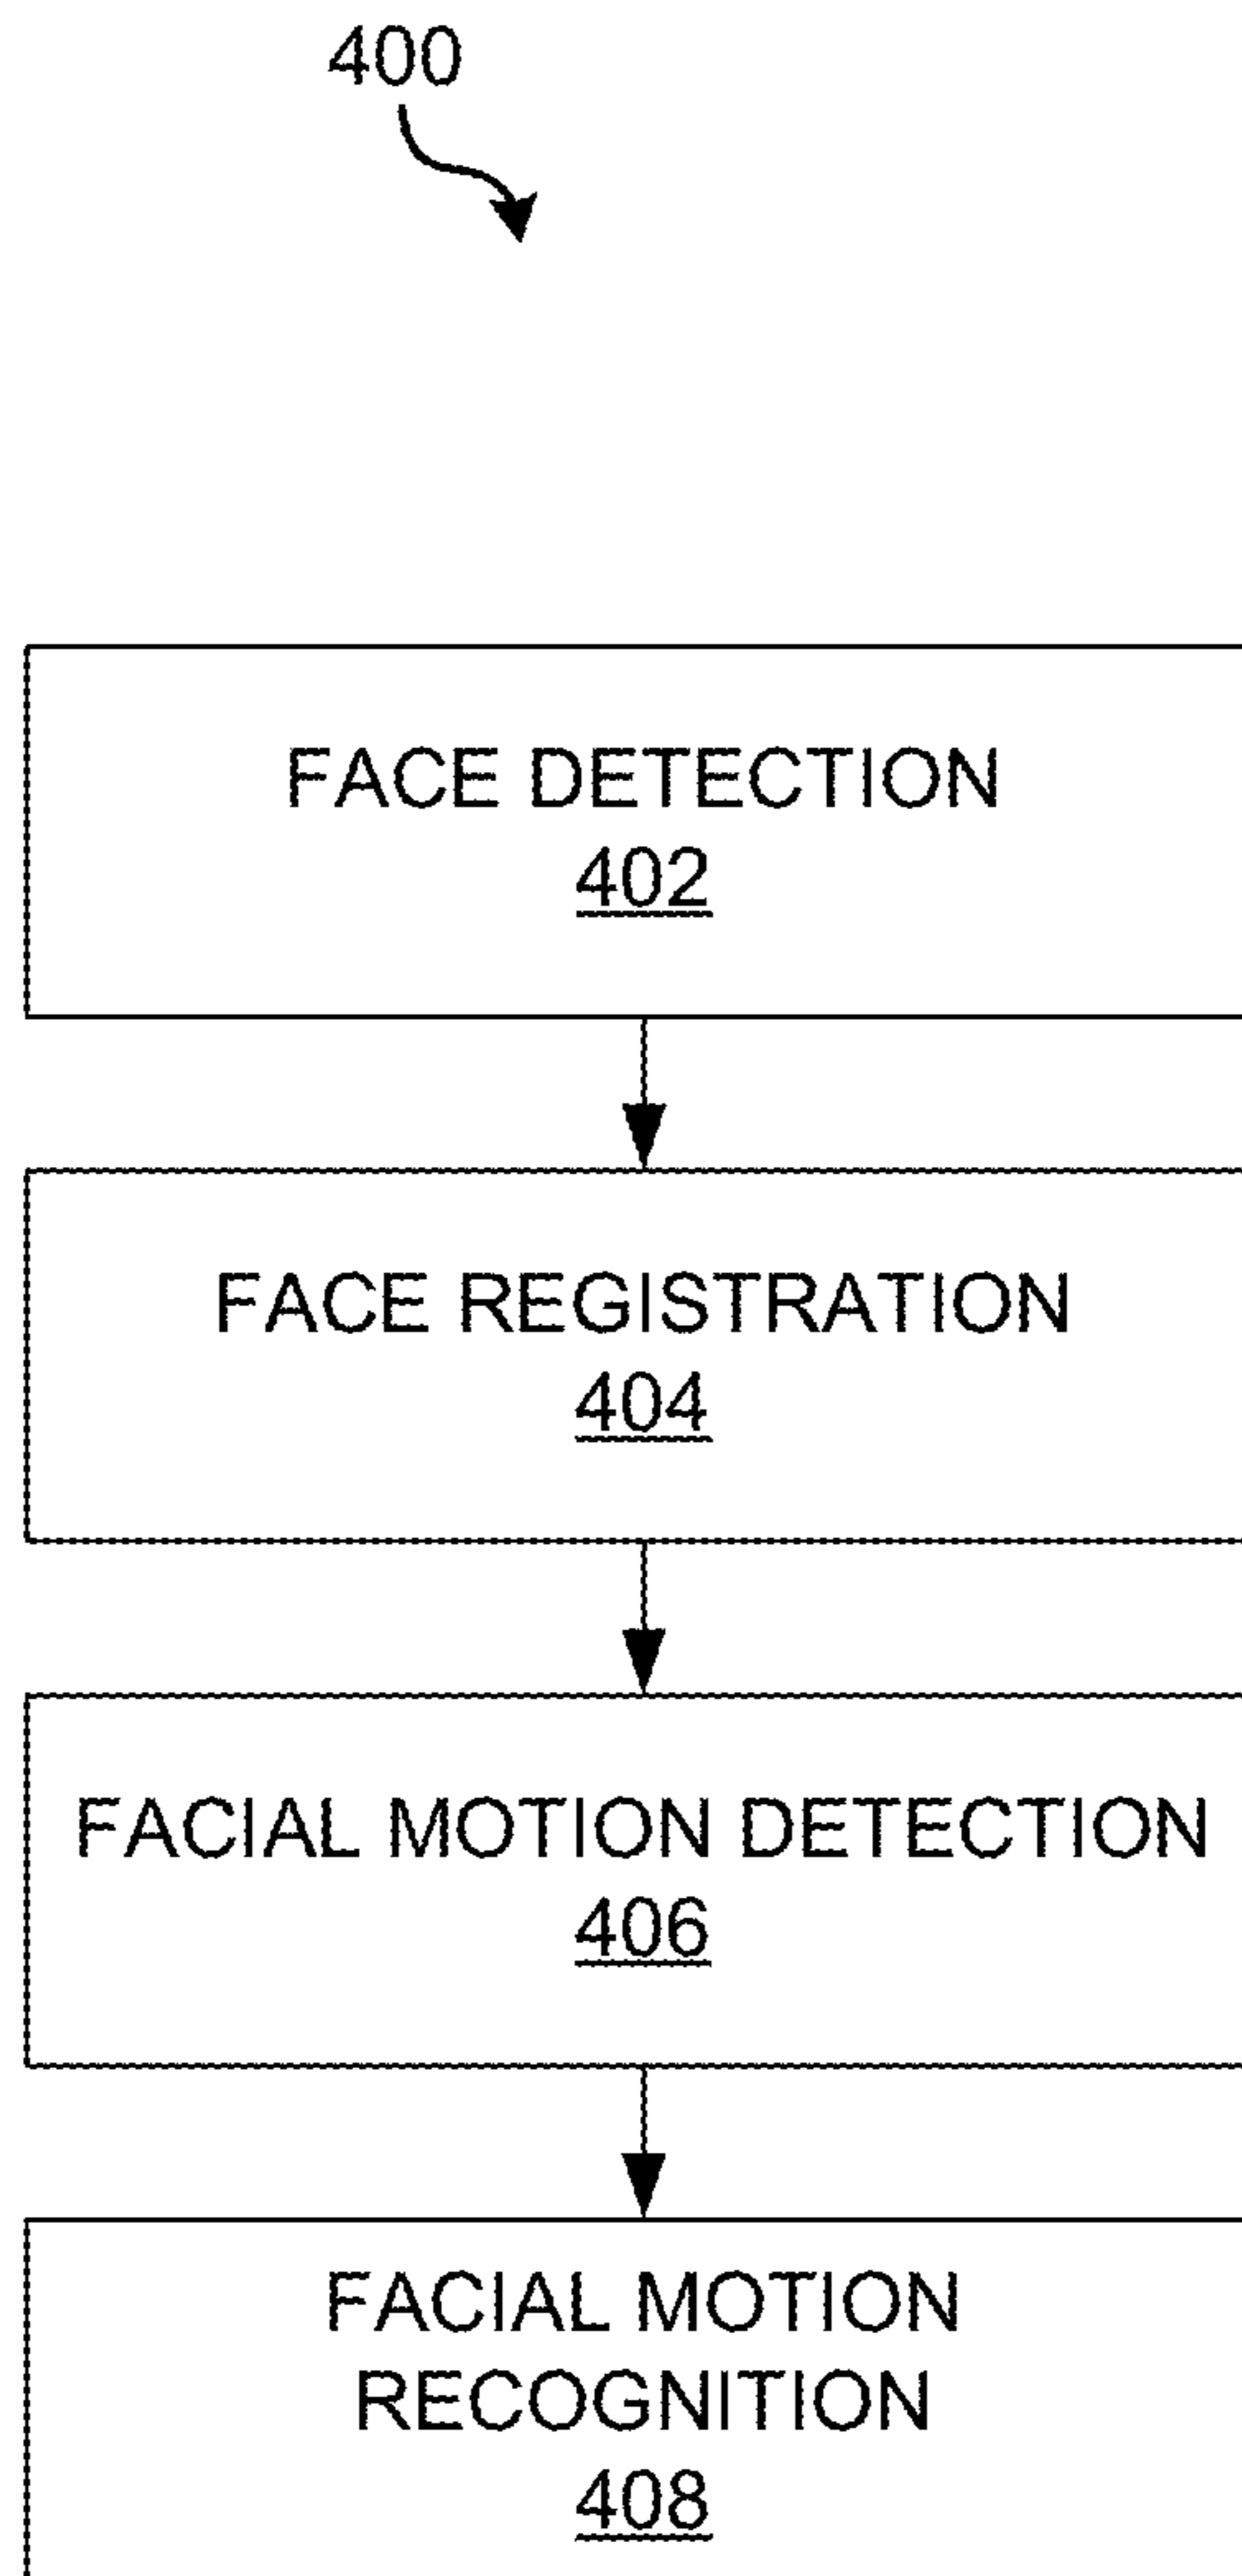 400
FACE DETECTION
402
FACE REGISTRATION
404
FACIAL MOTION DETECTION
406
FACIAL MOTION
RECOGNITION
408